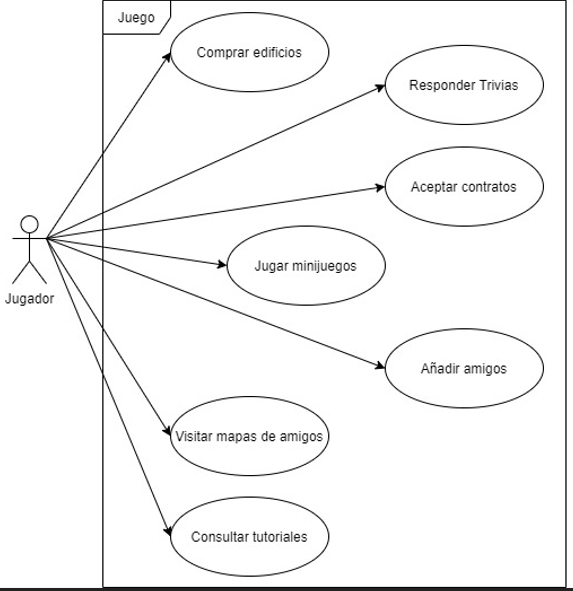 Juego
Comprar edificios
Responder Trivias
Aceptar contratos
Jugar minijuegos
Jugador
Añadir amigos
Visitar mapas de amigos
Consultar tutoriales